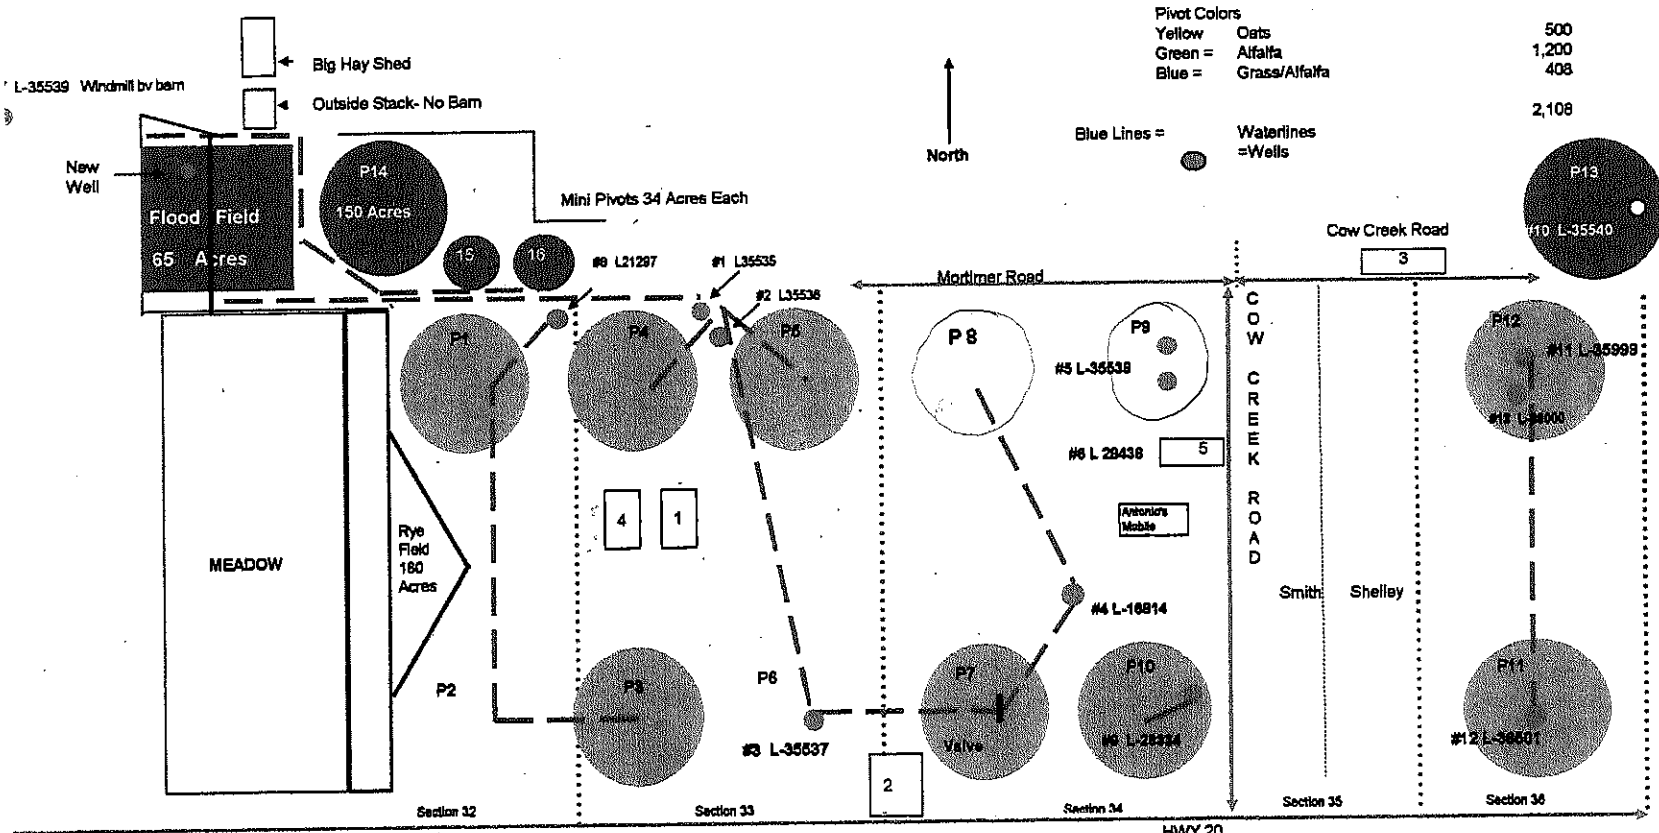 Pivot Colors
Yellow Oats 500
Green = Alfalfa 1,200
Blue = Grass/Alfalfa 408
2,108
Blue Lines = Waterlines
=Wells
North
Big Hay Shed
L-35539 Windmill by barn
Outside Stack- No Barn
New
Well
Flood Field
65 Acres
P14
150 Acres
Mini Pivots 34 Acres Each
15
16
#8 L21297
#1 L35535
#2 L35536
P13
#10 L-35540
Cow Creek Road
3
Mortimer Road
COW CREEK ROAD
P1
P4
P5
P 8
P9
#5 L-35538
P12
#11 L-35999
#6 L 28438
5
4
1
Antonio's
Mobile
MEADOW
Rye
Field
160
Acres
Smith
Shelley
#4 L-16814
P2
P3
P6
P7
P10
P11
#3 L-35537
Valve
#12
2
Section 32
Section 33
Section 34
Section 35
Section 36
HWY 20